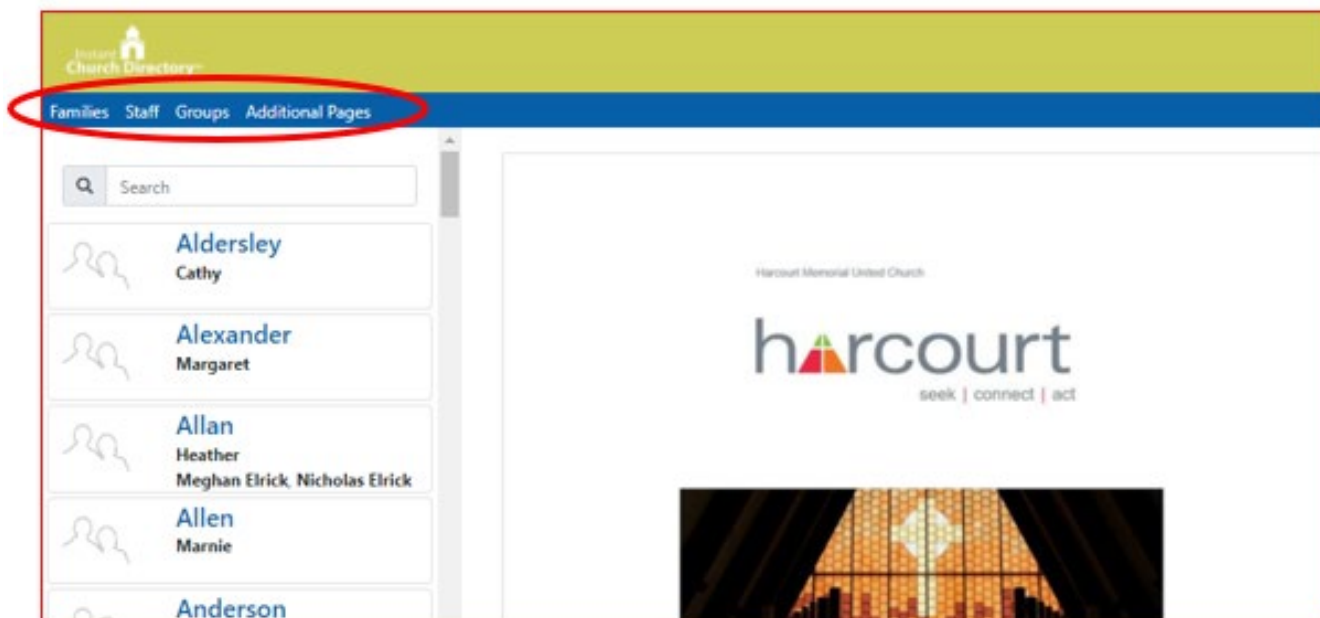 Instant
Church Directory
Families Staff Groups Additional Pages
Search
Aldersley
Cathy
Alexander
Margaret
Allan
Heather
Meghan Elrick, Nicholas Elrick
Allen
Marnie
Anderson
Harcourt Memorial United Church
harcourt
seek | connect | act